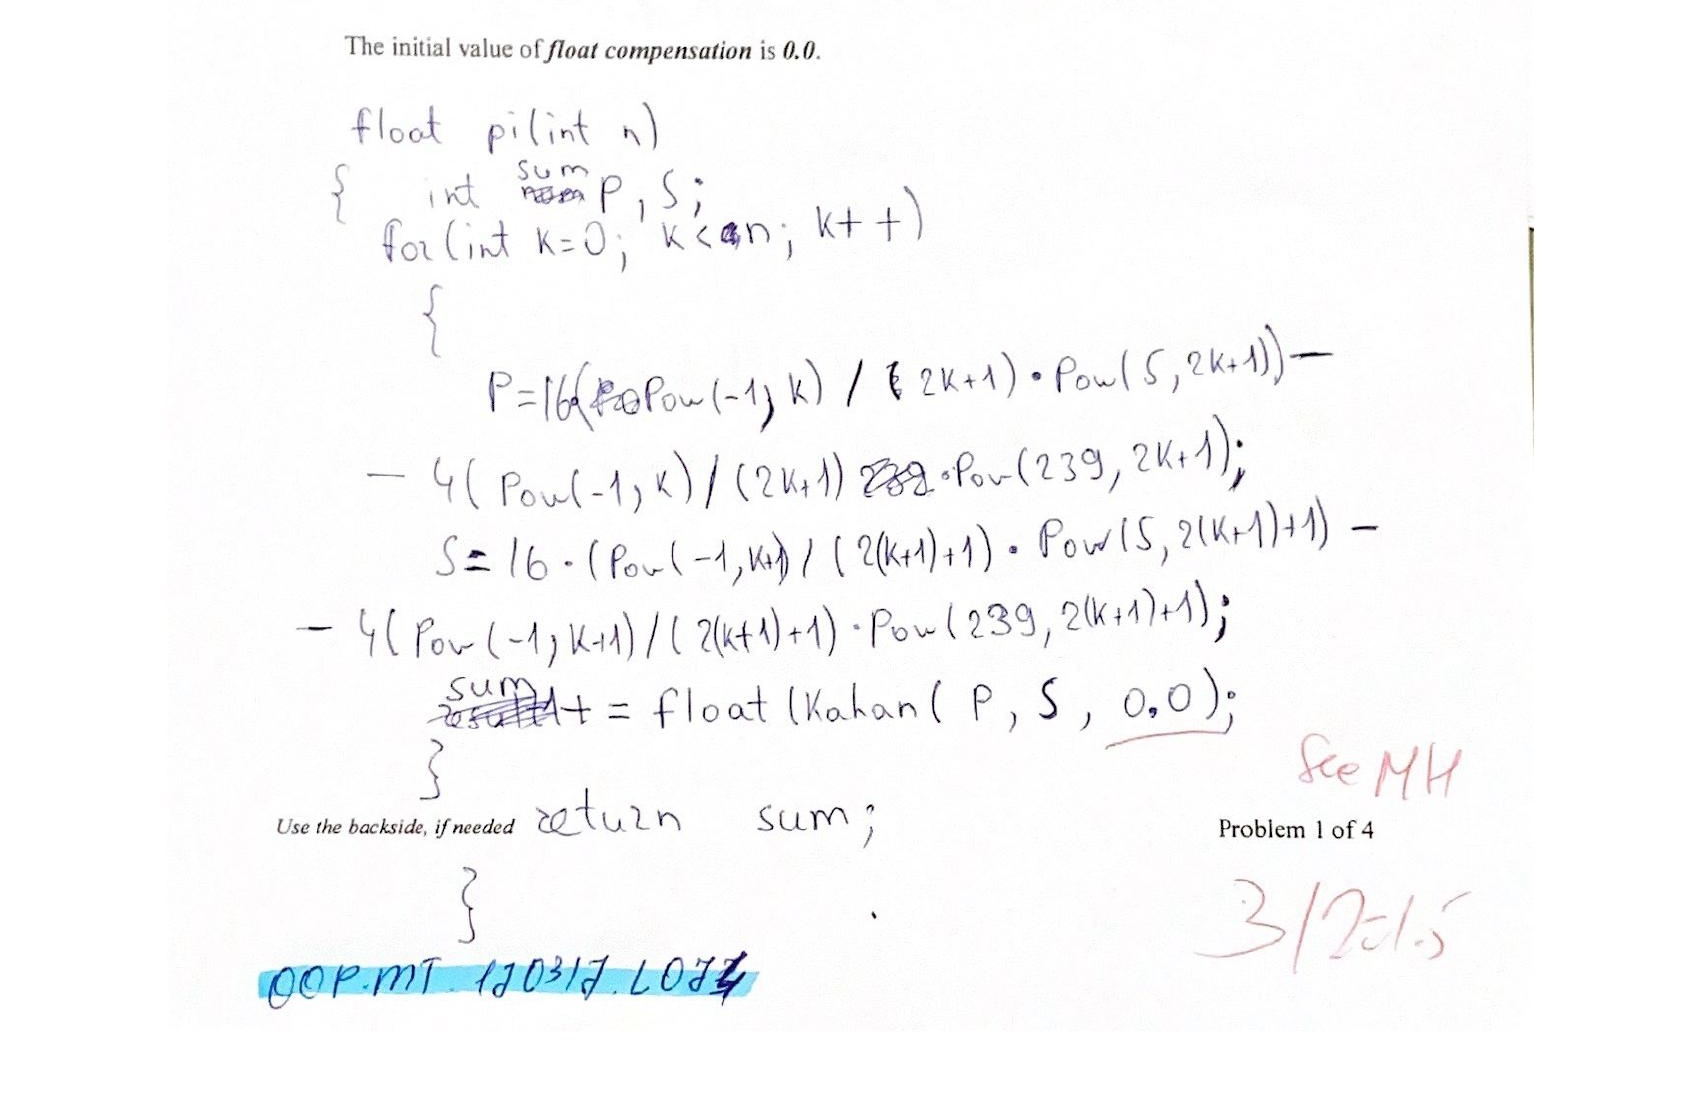 The initial value of float compensation is 0.0.
float pi(int n)
sum
{ int P, S;
for(int k=0; k<n; k++)
{
P=16(Pow(-1, k) / (2k+1) • Pow(5, 2k+1)) —
— 4(Pow(-1, k) / (2k+1) • Pow(239, 2k+1);
S= 16 · (Pow(-1, k+1) / (2(k+1)+1) • Pow(5, 2(k+1)+1) —
— 4(Pow(-1, k+1) / (2(k+1)+1) · Pow(239, 2(k+1)+1);
sum += float(Kahan(P, S, 0,0);
}
See MH
Use the backside, if needed return sum;
Problem 1 of 4
}
3/2=1.5
OOP.MT.170317.L074